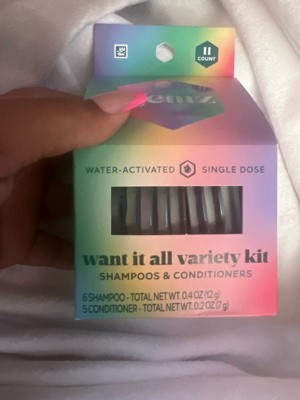 11
COUNT
WATER-ACTIVATED SINGLE DOSE
want it all variety kit
SHAMPOOS & CONDITIONERS
6 SHAMPOO - TOTAL NET WT. 0.4 OZ (12 g)
5 CONDITIONER - TOTAL NET WT. 0.2 OZ (7 g)